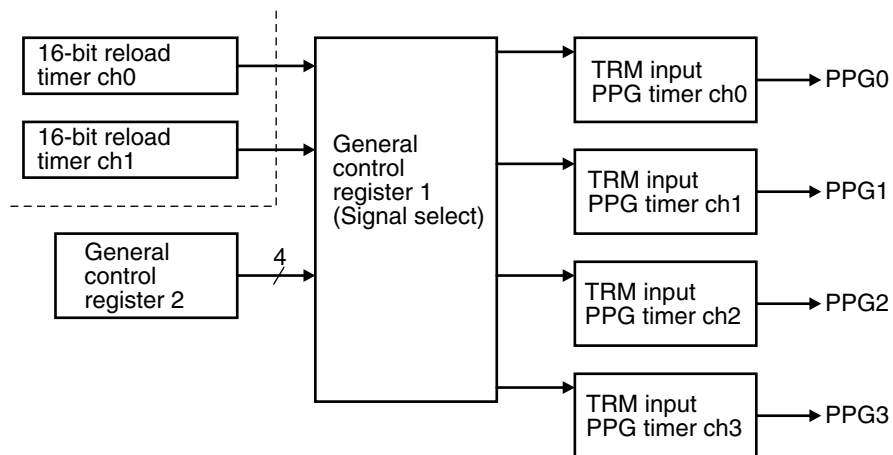 16-bit reload
timer ch0
16-bit reload
timer ch1
General
control
register 2
4
General
control
register 1
(Signal select)
TRM input
PPG timer ch0
PPG0
TRM input
PPG timer ch1
PPG1
TRM input
PPG timer ch2
PPG2
TRM input
PPG timer ch3
PPG3